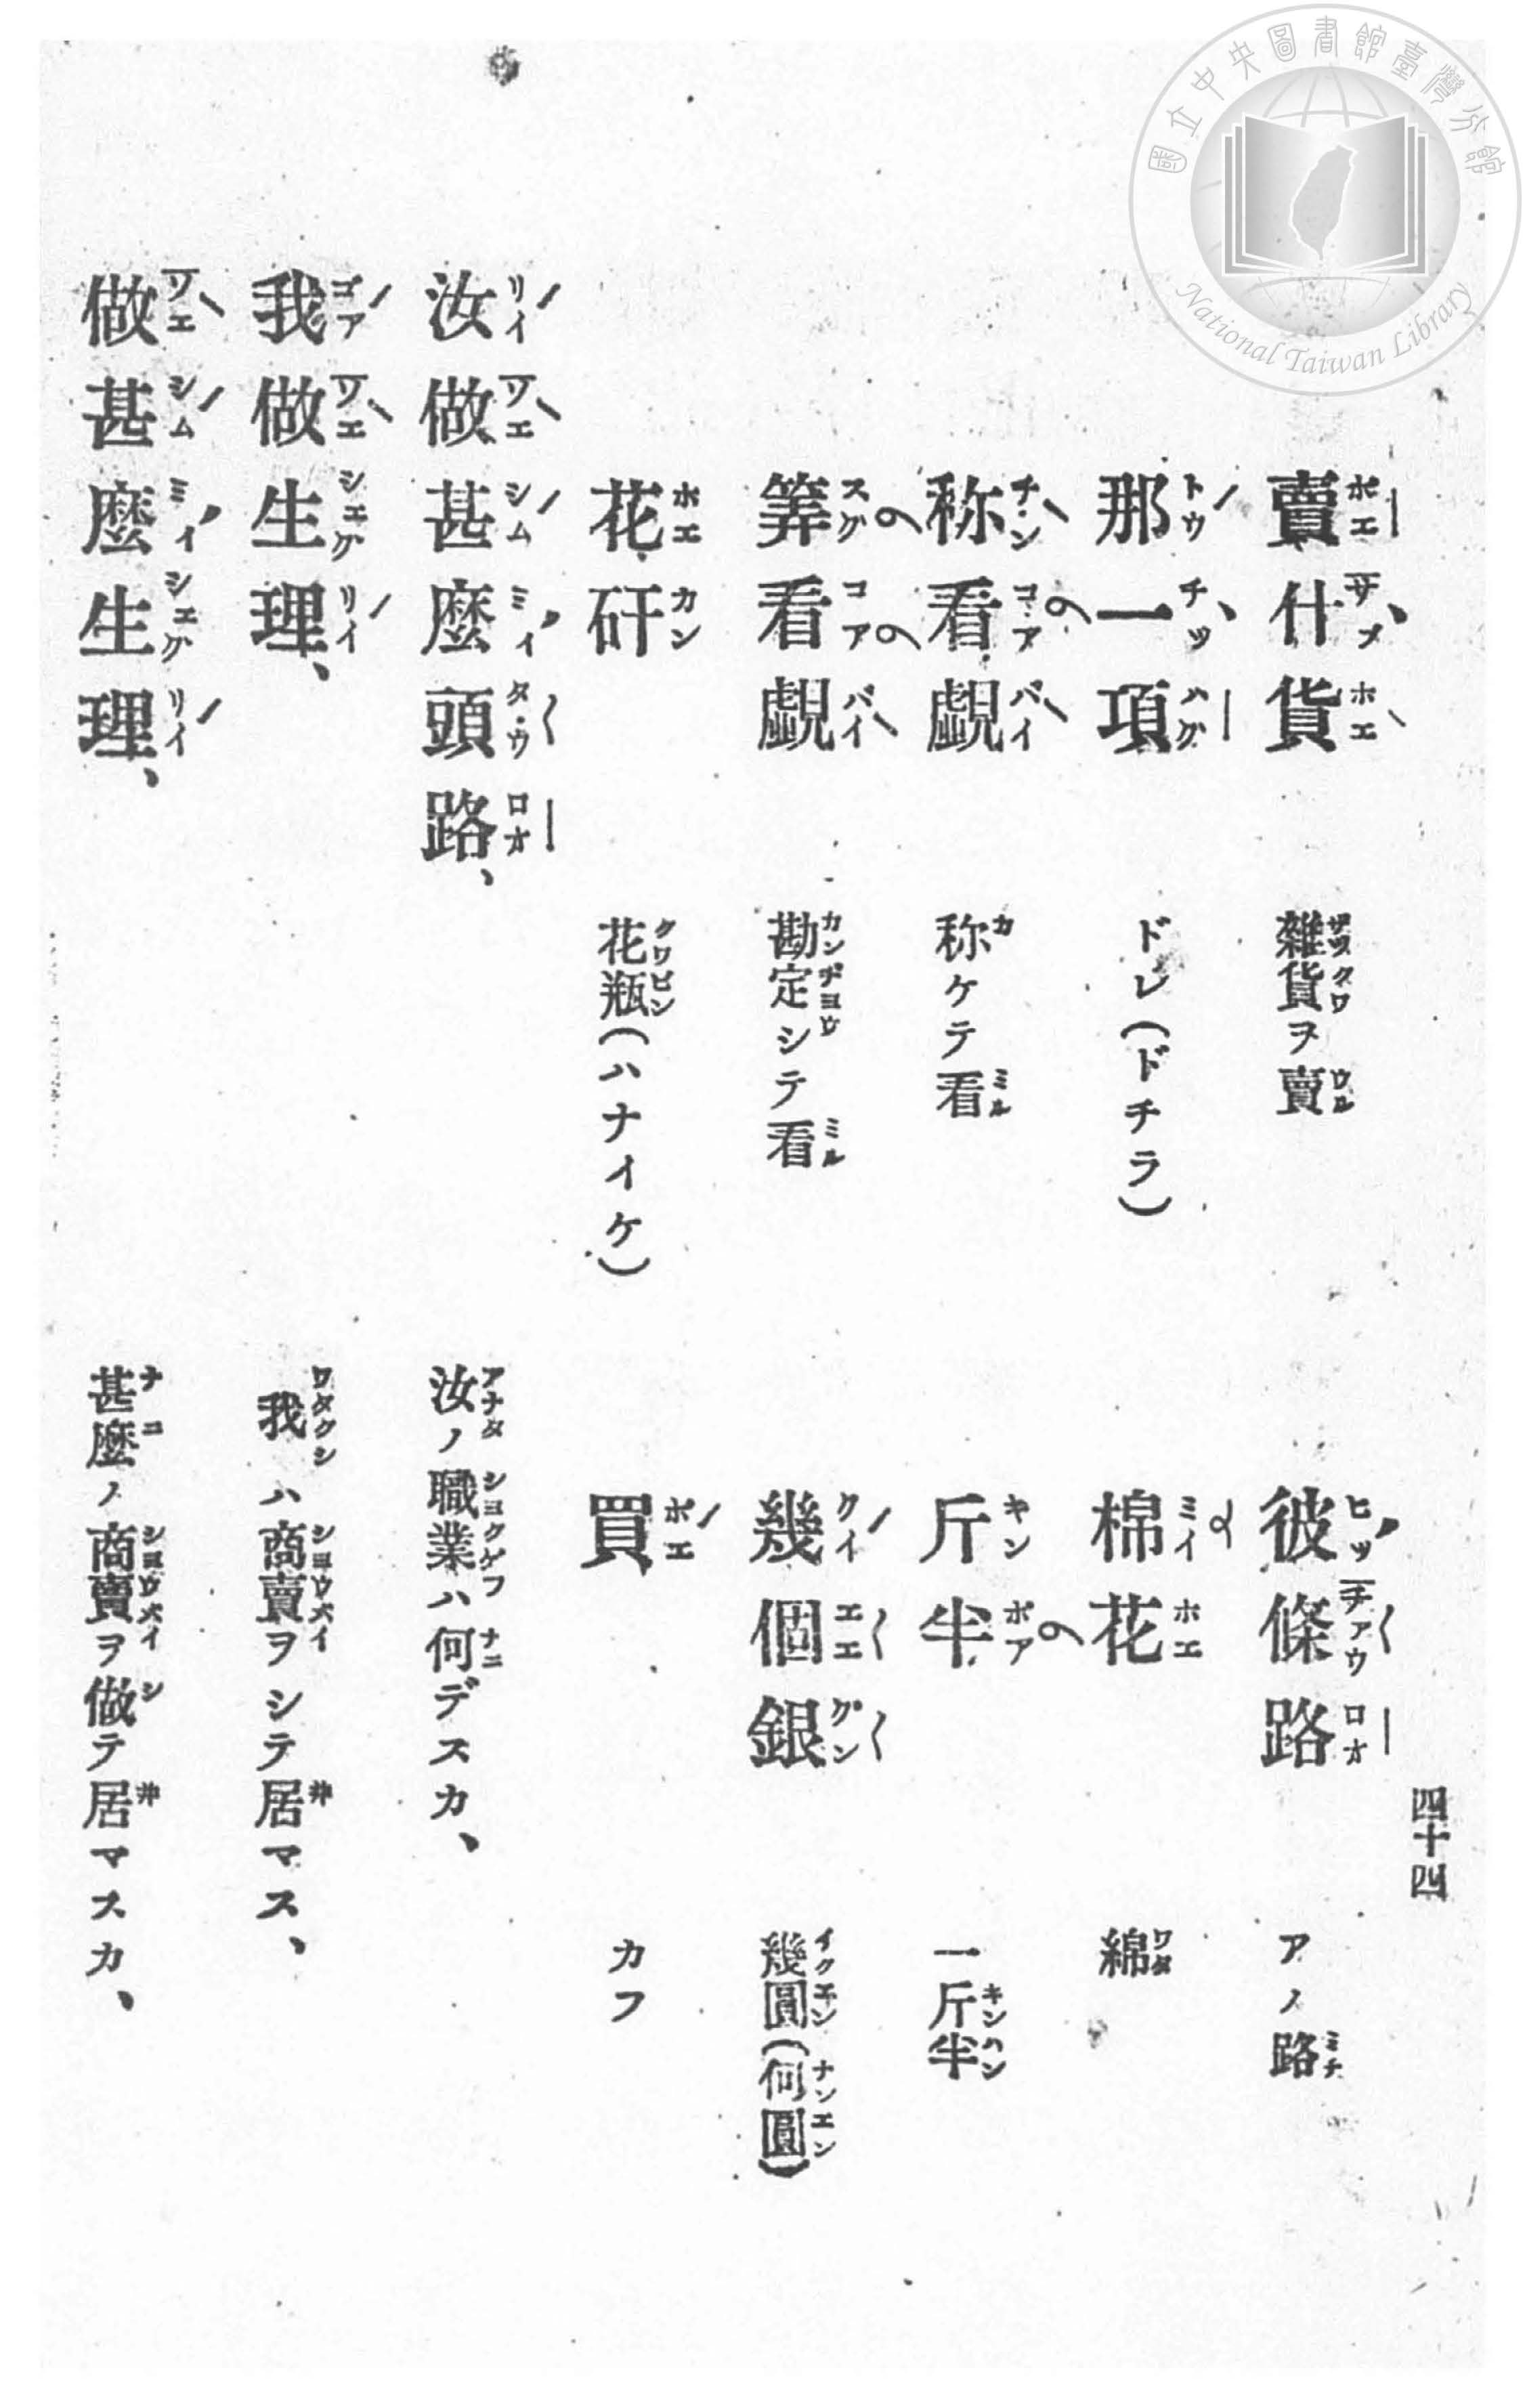 國立中央圖書館臺灣分館
National Taiwan Library
四十四
賣什貨 雜貨ヲ賣
彼條路 アノ路
那一項 ドレ(ドチラ)
棉花 綿
称看覷 称ケテ看
斤半 一斤半
筭看覷 勘定シテ看
幾個銀 幾圓(何圓)
花矸 花瓶(ハナイケ)
買 カフ
汝做甚麼頭路、 汝ノ職業ハ何デスカ、
我做生理、 我ハ商賣ヲシテ居マス、
做甚麼生理、 甚麼ノ商賣ヲ做テ居マスカ、